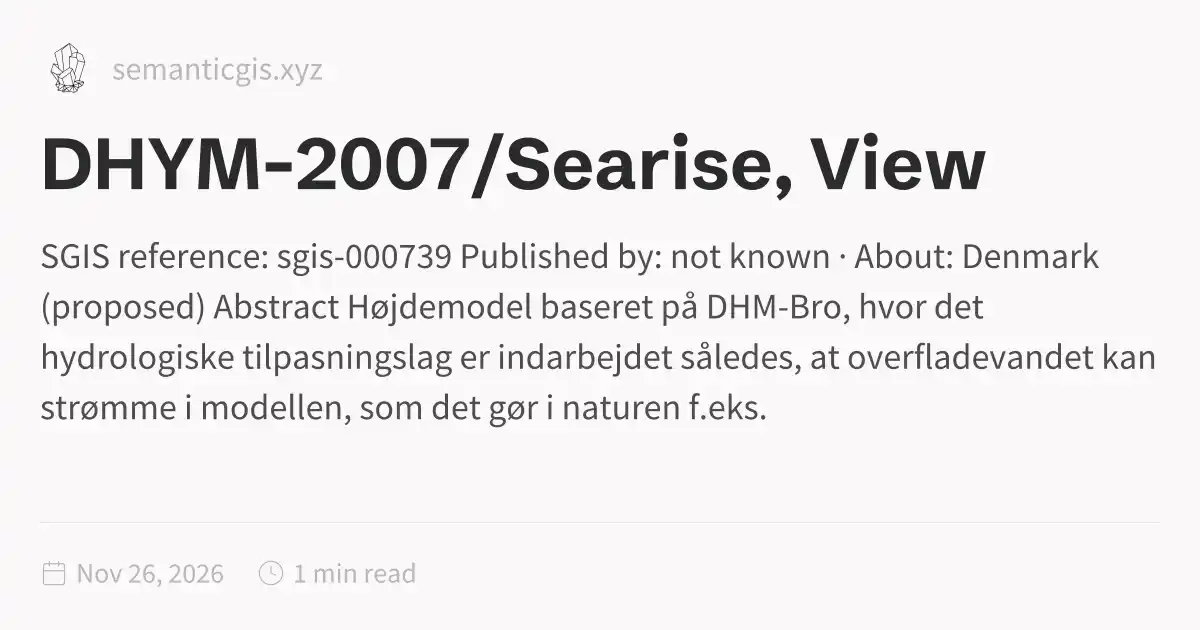 semanticgis.xyz
DHYM-2007/Searise, View
SGIS reference: sgis-000739 Published by: not known · About: Denmark
(proposed) Abstract Højdemodel baseret på DHM-Bro, hvor det
hydrologiske tilpasningslag er indarbejdet således, at overfladevandet kan
strømme i modellen, som det gør i naturen f.eks.
Nov 26, 2026 1 min read